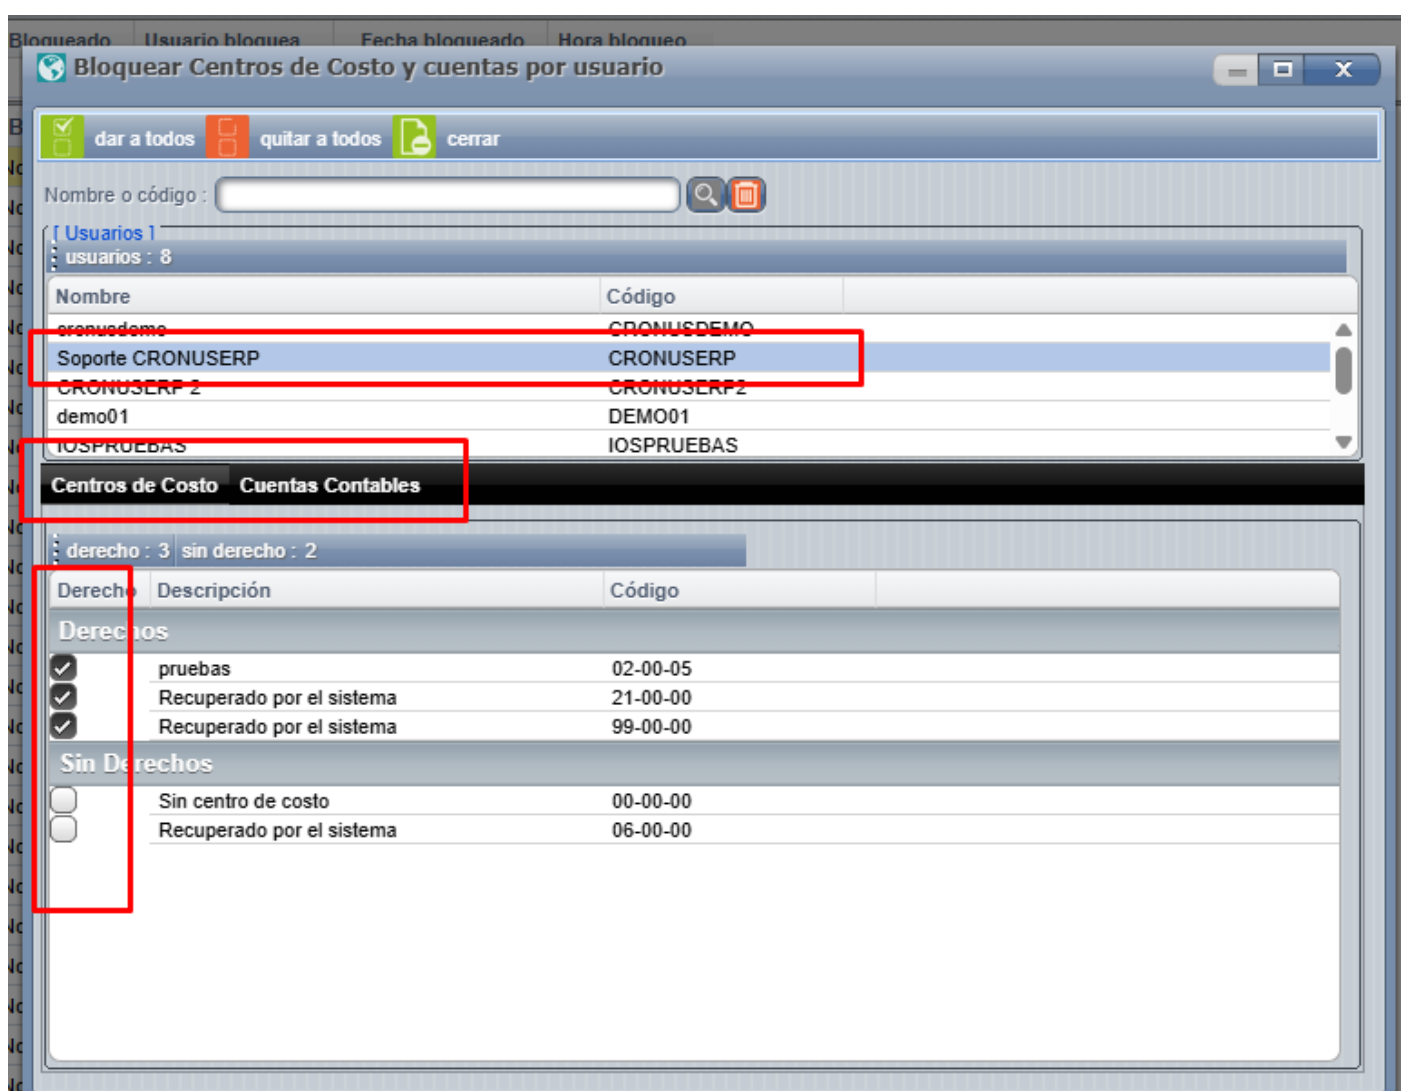 Bloqueado Usuario bloquea Fecha bloqueado Hora bloqueo
Bloquear Centros de Costo y cuentas por usuario
dar a todos quitar a todos cerrar
Nombre o código :
[ Usuarios ]
usuarios : 8
Nombre Código
cronusdemo CRONUSDEMO
Soporte CRONUSERP CRONUSERP
CRONUSERP 2 CRONUSERP2
demo01 DEMO01
IOSPRUEBAS IOSPRUEBAS
Centros de Costo Cuentas Contables
derecho : 3 sin derecho : 2
Derecho Descripción Código
Derechos
pruebas 02-00-05
Recuperado por el sistema 21-00-00
Recuperado por el sistema 99-00-00
Sin Derechos
Sin centro de costo 00-00-00
Recuperado por el sistema 06-00-00